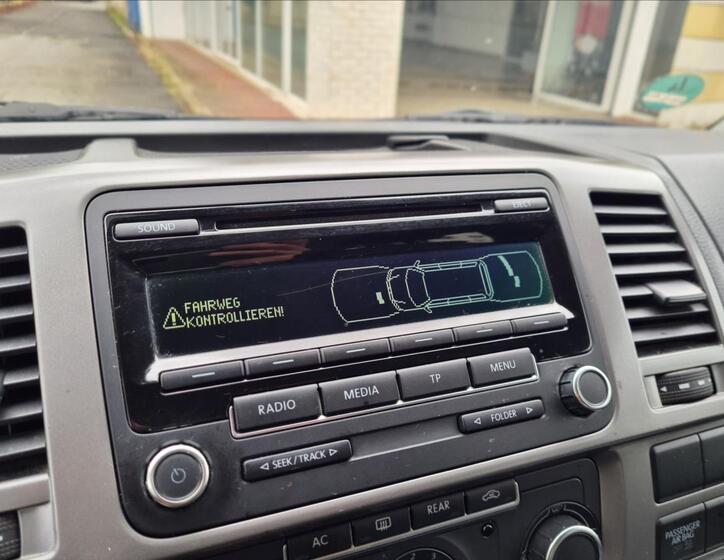 SOUND
EJECT
FAHRWEG
KONTROLLIEREN!
RADIO
MEDIA
TP
MENU
SEEK/TRACK
FOLDER
AC
REAR
PASSENGER
AIR BAG